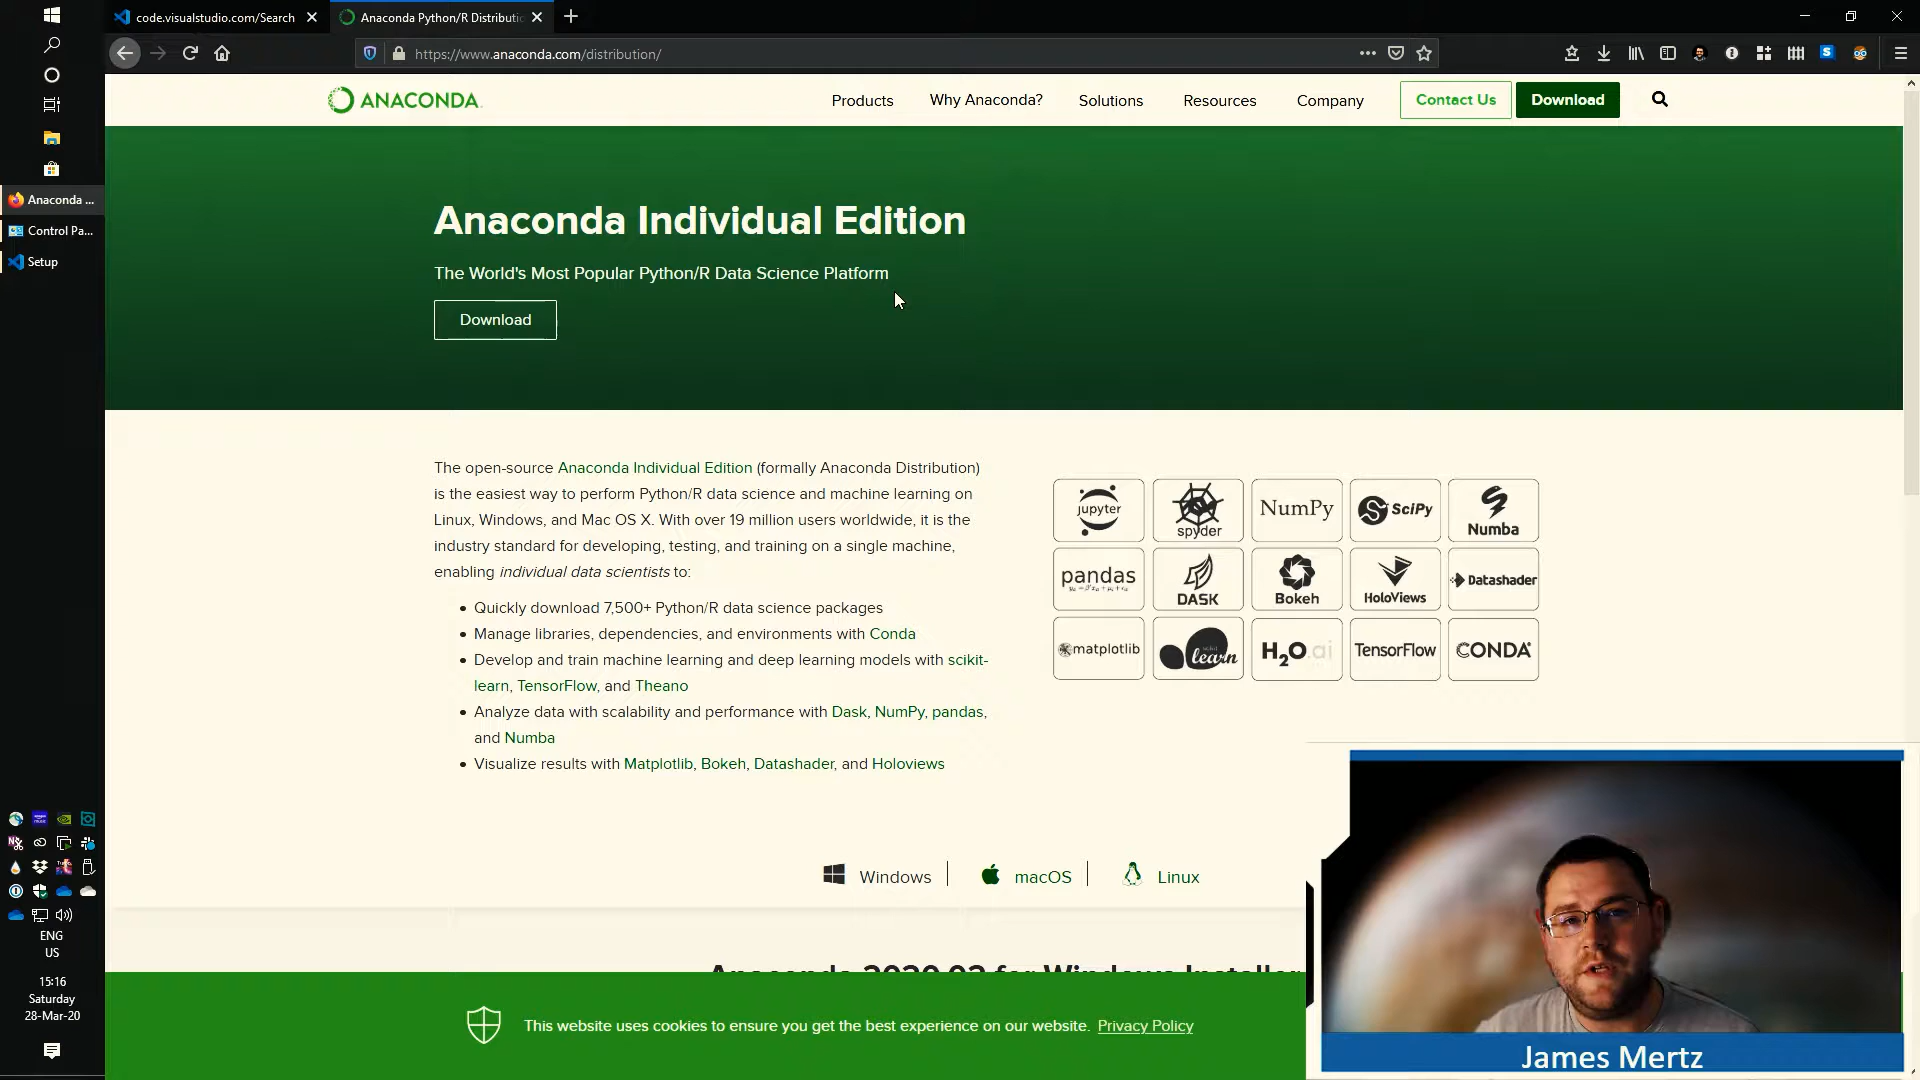 code.visualstudio.com/Search
Anaconda Python/R Distributi
https://www.anaconda.com/distribution/
ANACONDA.
Products
Why Anaconda?
Solutions
Resources
Company
Contact Us
Download
Anaconda ...
Control Pa...
Setup
Anaconda Individual Edition
The World's Most Popular Python/R Data Science Platform
Download
The open-source Anaconda Individual Edition (formally Anaconda Distribution)
is the easiest way to perform Python/R data science and machine learning on
Linux, Windows, and Mac OS X. With over 19 million users worldwide, it is the
industry standard for developing, testing, and training on a single machine,
enabling individual data scientists to:
• Quickly download 7,500+ Python/R data science packages
• Manage libraries, dependencies, and environments with Conda
• Develop and train machine learning and deep learning models with scikit-
learn, TensorFlow, and Theano
• Analyze data with scalability and performance with Dask, NumPy, pandas,
and Numba
• Visualize results with Matplotlib, Bokeh, Datashader, and Holoviews
jupyter
spyder
NumPy
SciPy
Numba
pandas
DASK
Bokeh
HoloViews
Datashader
matplotlib
scikit
learn
H2O.ai
TensorFlow
CONDA
Windows
macOS
Linux
Anaconda 2020.02 for Windows Installer
This website uses cookies to ensure you get the best experience on our website. Privacy Policy
ENG
US
15:16
Saturday
28-Mar-20
James Mertz